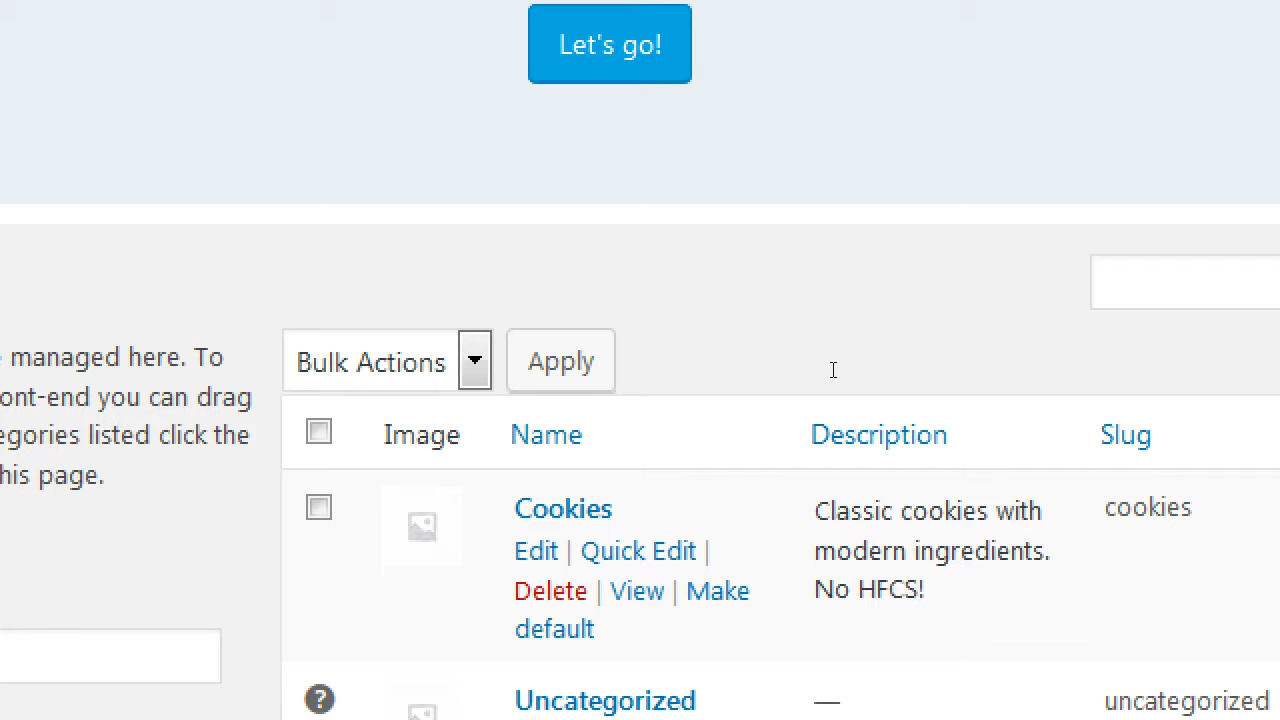 Let's go!
managed here. To
ont-end you can drag
egories listed click the
his page.
Bulk Actions
Apply
Image Name Description Slug
Cookies
Edit | Quick Edit |
Delete | View | Make
default
Classic cookies with
modern ingredients.
No HFCS!
cookies
?
Uncategorized
—
uncategorized